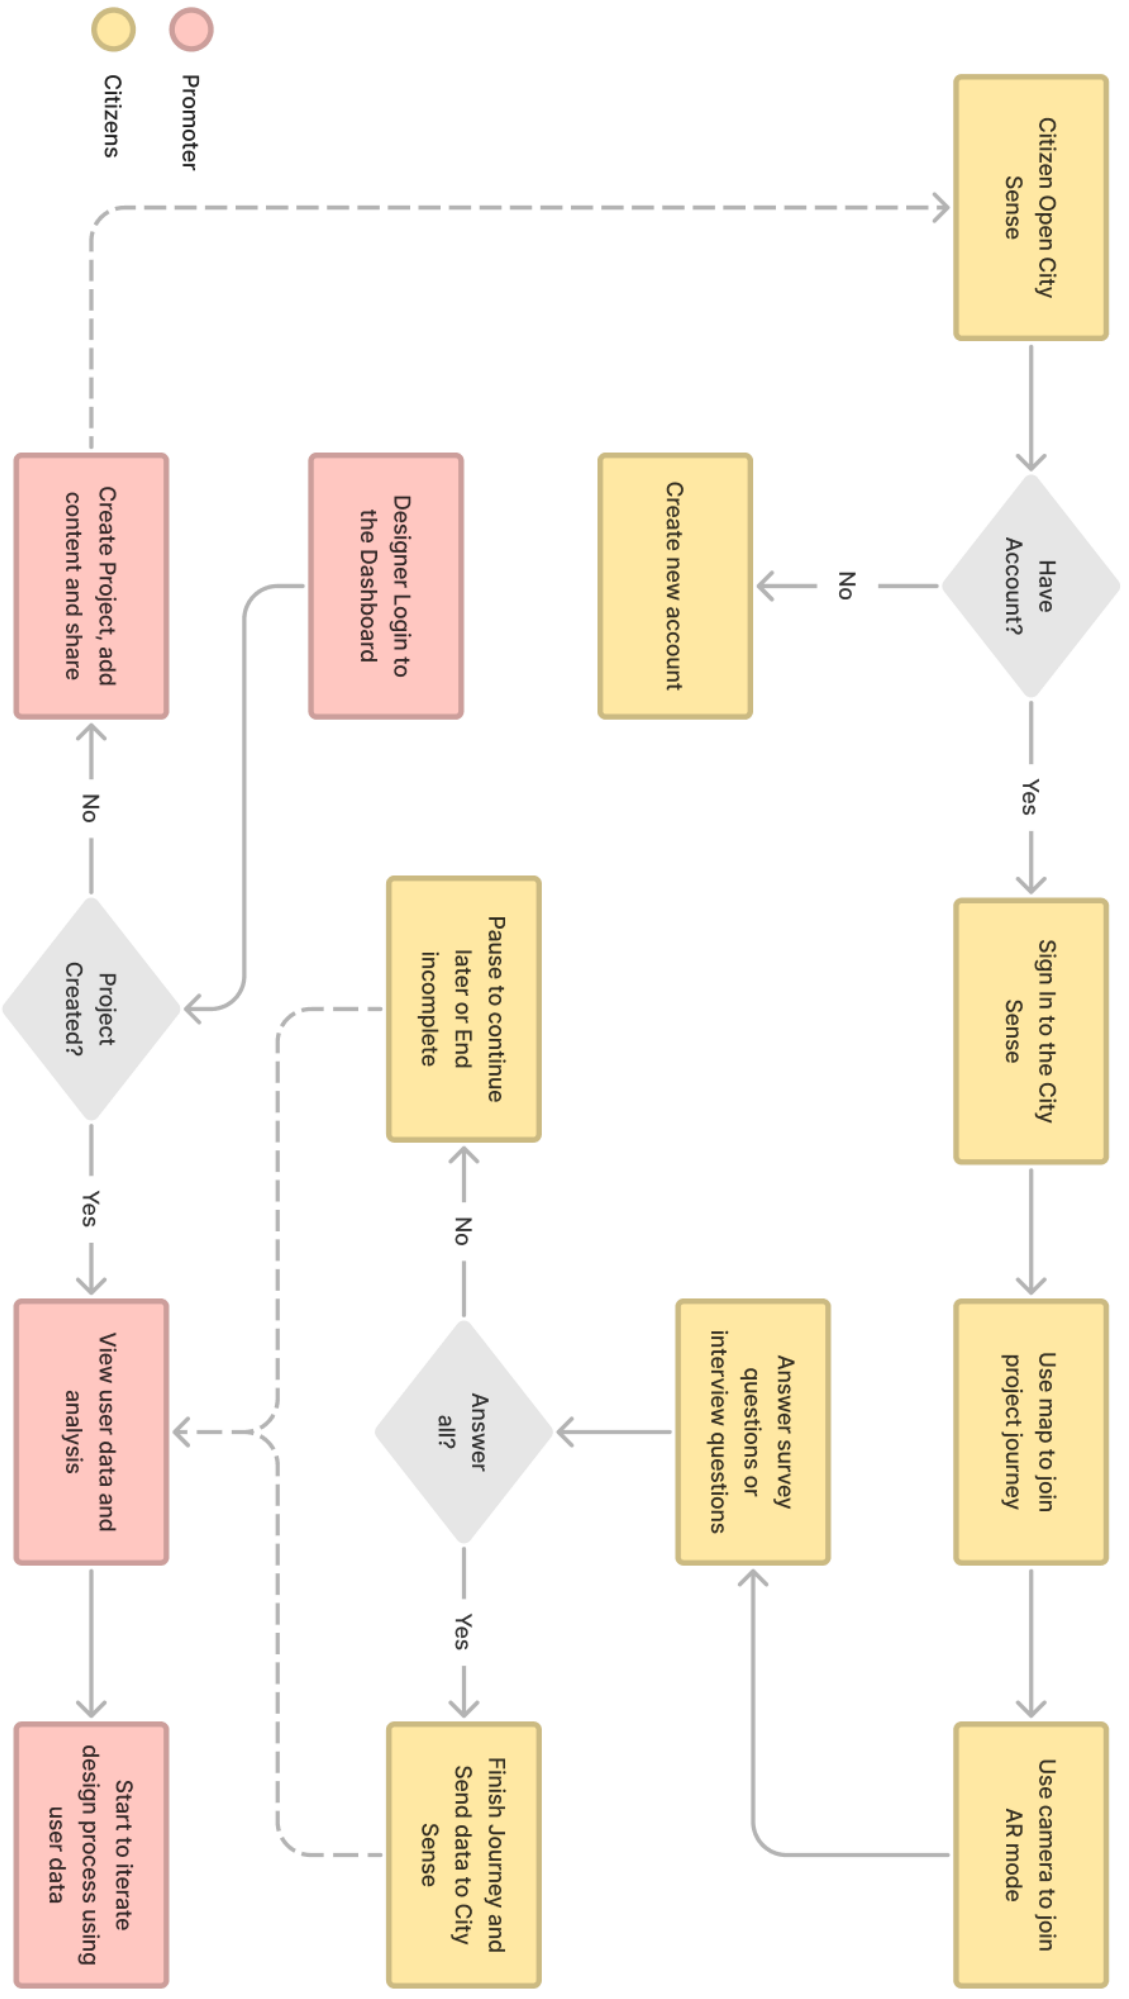 Citizen Open City
Sense
Have
Account?
Yes
Sign In to the City
Sense
Use map to join
project journey
Use camera to join
AR mode
No
Create new account
Answer survey
questions or
interview questions
Answer
all?
No
Pause to continue
later or End
incomplete
Yes
Finish Journey and
Send data to City
Sense
Designer Login to
the Dashboard
Project
Created?
No
Create Project, add
content and share
Yes
View user data and
analysis
Start to iterate
design process using
user data
Promoter
Citizens